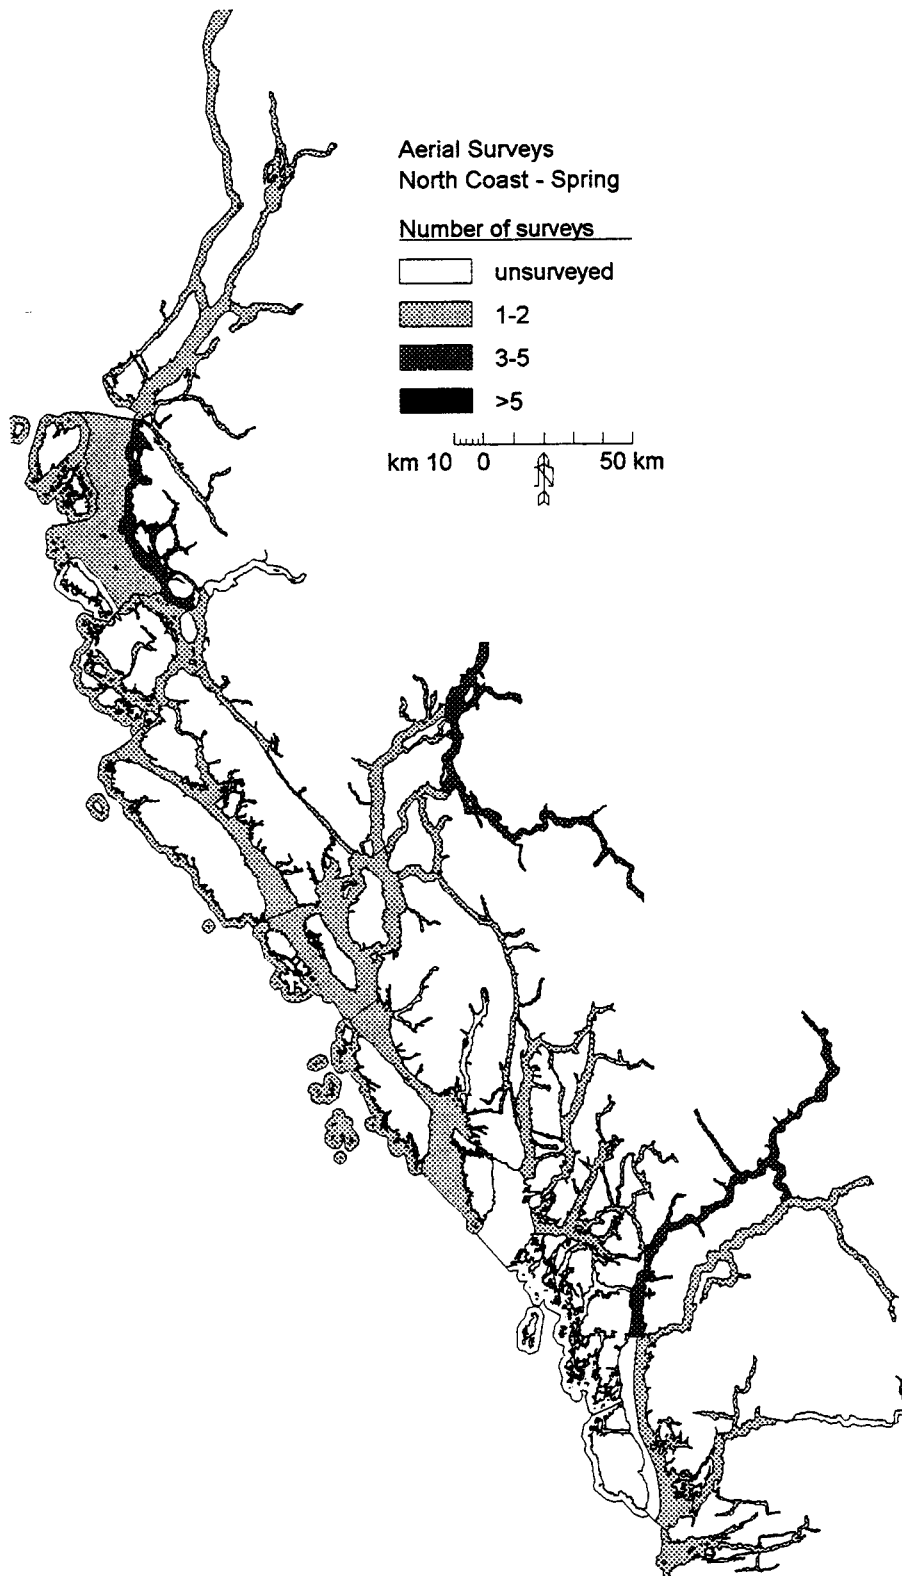 Aerial Surveys
North Coast - Spring
Number of surveys
unsurveyed
1-2
3-5
>5
km 10 0 50 km
N